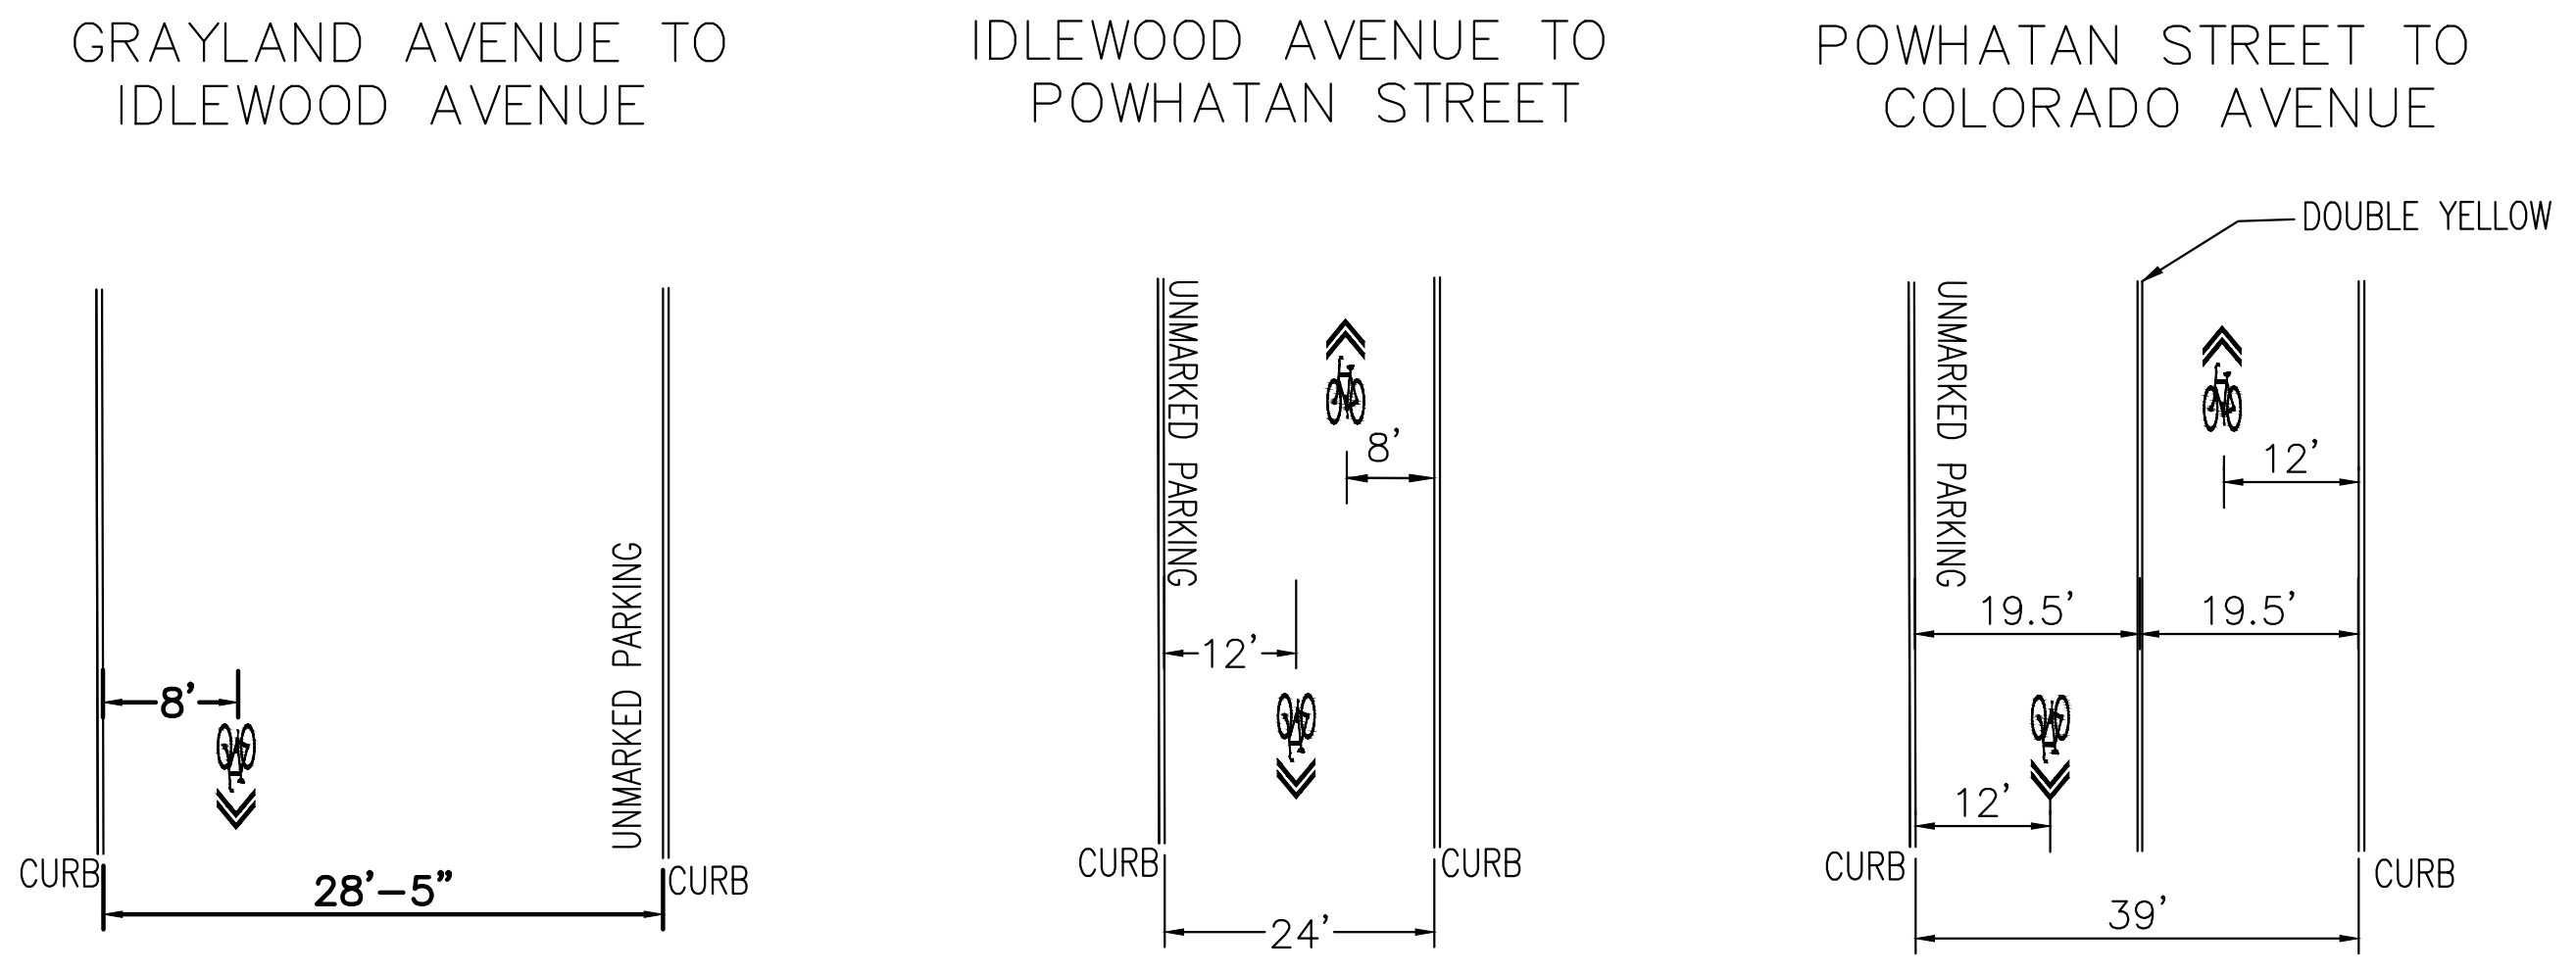 GRAYLAND AVENUE TO
IDLEWOOD AVENUE
UNMARKED PARKING
8'
CURB
CURB
28'-5"
IDLEWOOD AVENUE TO
POWHATAN STREET
UNMARKED PARKING
8'
12'
CURB
CURB
24'
POWHATAN STREET TO
COLORADO AVENUE
DOUBLE YELLOW
UNMARKED PARKING
12'
19.5'
19.5'
12'
CURB
CURB
39'